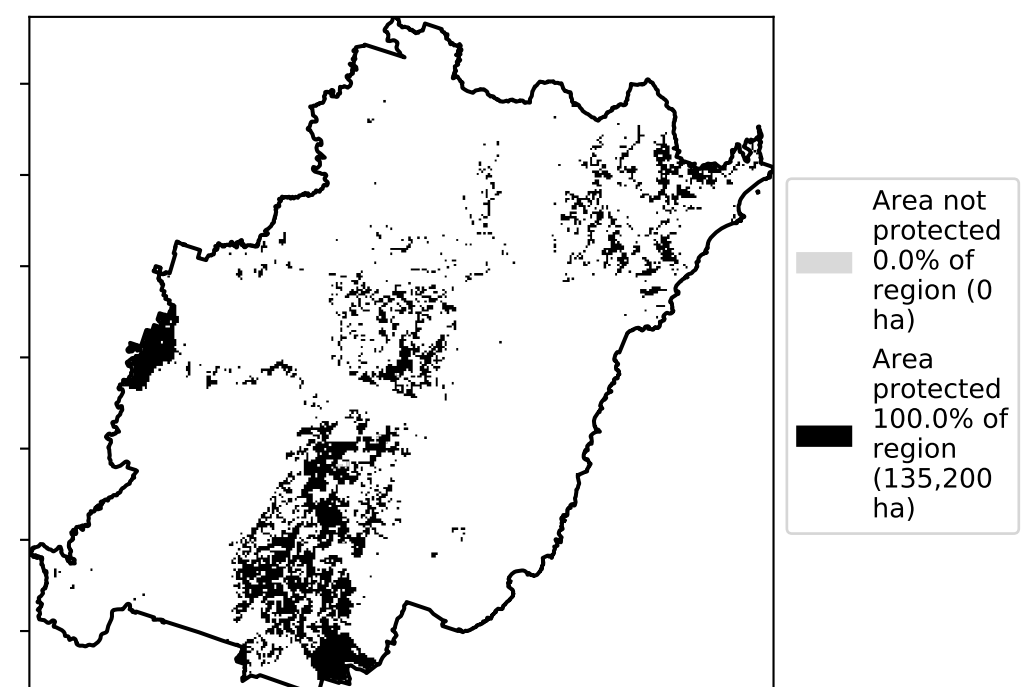 Area not
protected
0.0% of
region (0
ha)
Area
protected
100.0% of
region
(135,200
ha)